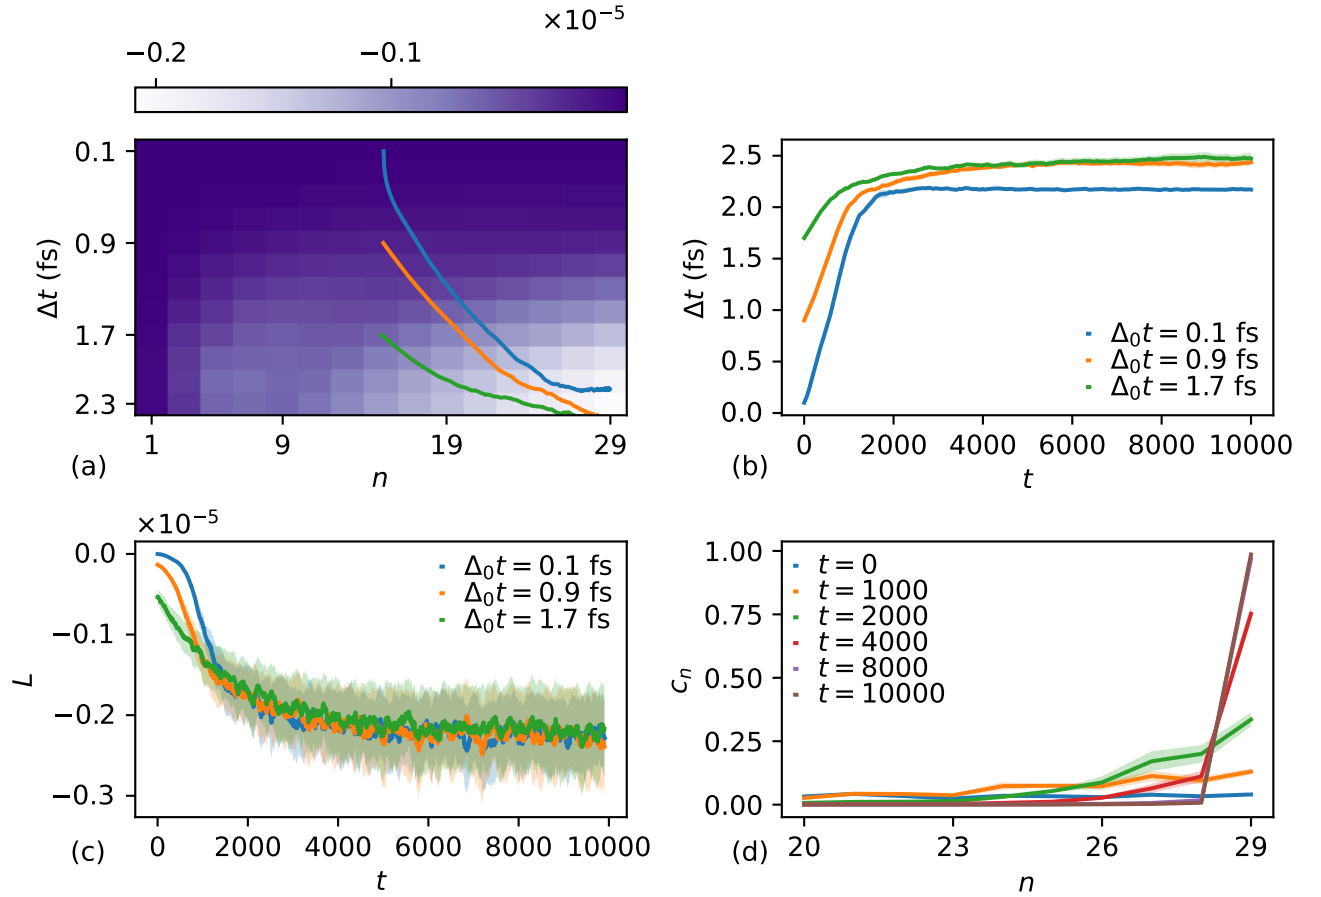 ×10⁻⁵
−0.2 −0.1
0.1
0.9
1.7
2.3
Δt (fs)
1 9 19 29
n
(a)
2.5
2.0
1.5
1.0
0.5
0.0
Δt (fs)
Δ₀t = 0.1 fs
Δ₀t = 0.9 fs
Δ₀t = 1.7 fs
0 2000 4000 6000 8000 10000
t
(b)
×10⁻⁵
0.0
−0.1
−0.2
−0.3
L
Δ₀t = 0.1 fs
Δ₀t = 0.9 fs
Δ₀t = 1.7 fs
0 2000 4000 6000 8000 10000
t
(c)
1.00
0.75
0.50
0.25
0.00
cₙ
t = 0
t = 1000
t = 2000
t = 4000
t = 8000
t = 10000
20 23 26 29
n
(d)